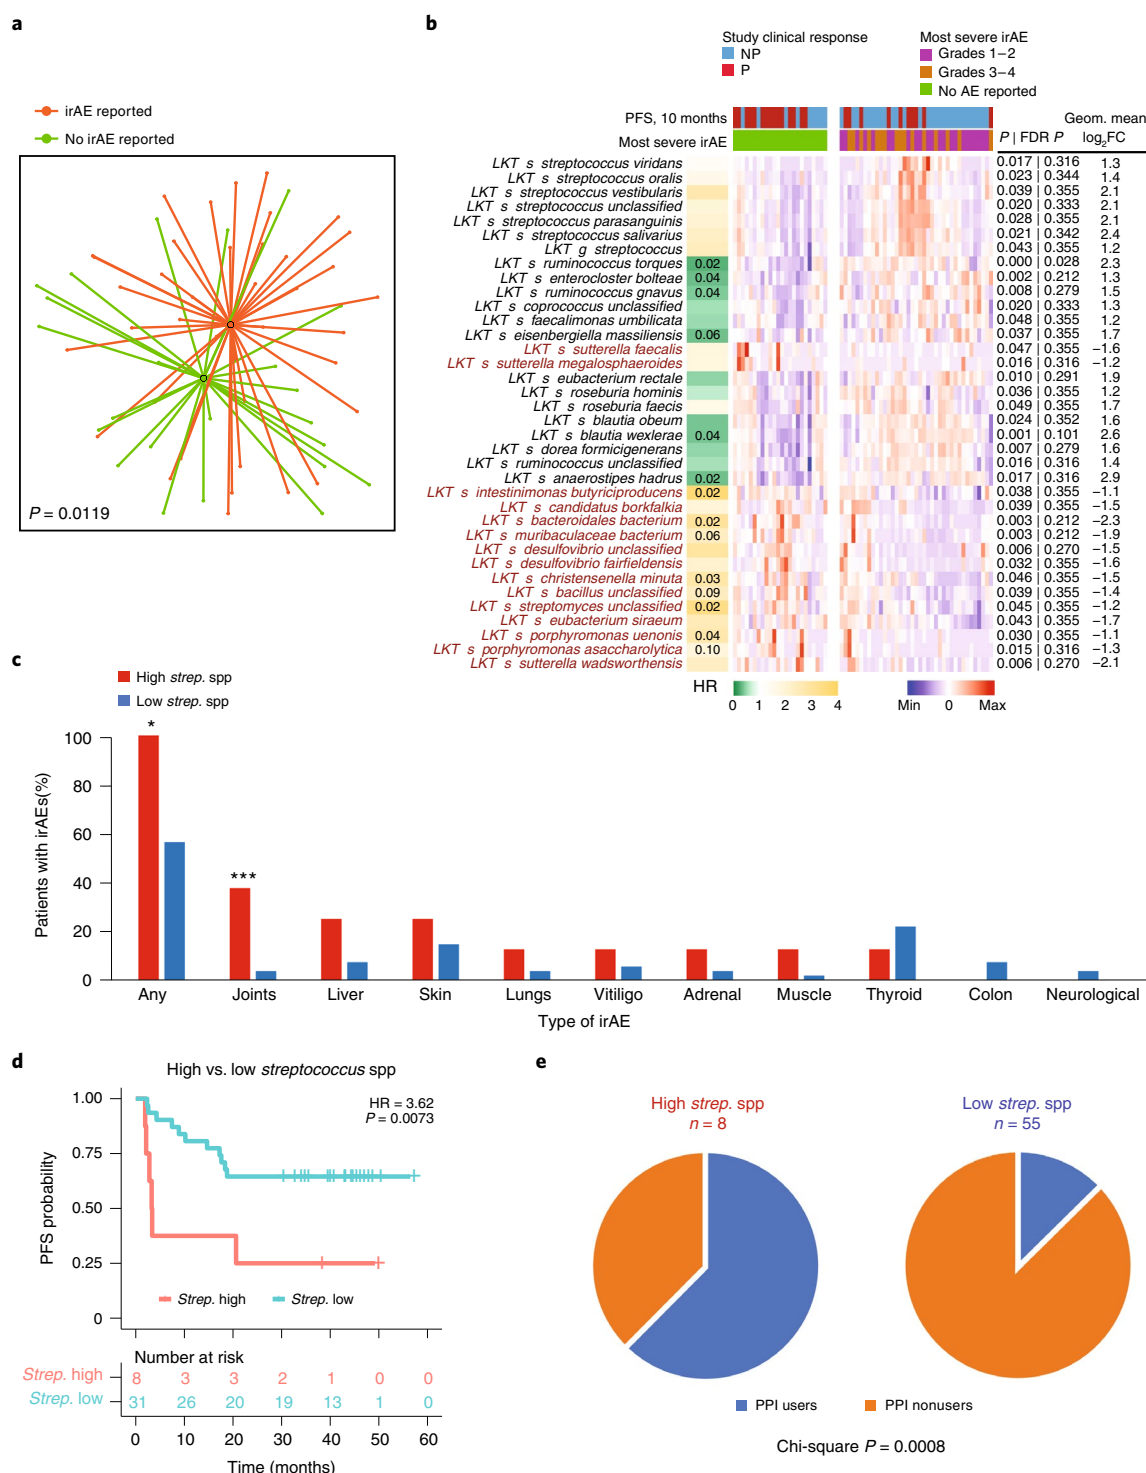 a
irAE reported
No irAE reported
P = 0.0119
b
Study clinical response
NP
P
Most severe irAE
Grades 1–2
Grades 3–4
No AE reported
PFS, 10 months
Most severe irAE
P | FDR P
Geom. mean
log2FC
LKT s streptococcus viridans 0.017 | 0.316 1.3
LKT s streptococcus oralis 0.023 | 0.344 1.4
LKT s streptococcus vestibularis 0.039 | 0.355 2.1
LKT s streptococcus unclassified 0.020 | 0.333 2.1
LKT s streptococcus parasanguinis 0.028 | 0.355 2.1
LKT s streptococcus salivarius 0.021 | 0.342 2.4
LKT g streptococcus 0.043 | 0.355 1.2
LKT s ruminococcus torques 0.02 0.000 | 0.028 2.3
LKT s enterocloster bolteae 0.04 0.002 | 0.212 1.3
LKT s ruminococcus gnavus 0.04 0.008 | 0.279 1.5
LKT s coprococcus unclassified 0.020 | 0.333 1.3
LKT s faecalimonas umbilicata 0.048 | 0.355 1.2
LKT s eisenbergiella massiliensis 0.06 0.037 | 0.355 1.7
LKT s sutterella faecalis 0.047 | 0.355 −1.6
LKT s sutterella megalosphaeroides 0.016 | 0.316 −1.2
LKT s eubacterium rectale 0.010 | 0.291 1.9
LKT s roseburia hominis 0.036 | 0.355 1.2
LKT s roseburia faecis 0.049 | 0.355 1.7
LKT s blautia obeum 0.024 | 0.352 1.6
LKT s blautia wexlerae 0.04 0.001 | 0.101 2.6
LKT s dorea formicigenerans 0.007 | 0.279 1.6
LKT s ruminococcus unclassified 0.016 | 0.316 1.4
LKT s anaerostipes hadrus 0.02 0.017 | 0.316 2.9
LKT s intestinimonas butyriciproducens 0.02 0.038 | 0.355 −1.1
LKT s candidatus borkfalkia 0.039 | 0.355 −1.5
LKT s bacteroidales bacterium 0.02 0.003 | 0.212 −2.3
LKT s muribaculaceae bacterium 0.06 0.003 | 0.212 −1.9
LKT s desulfovibrio unclassified 0.006 | 0.270 −1.5
LKT s desulfovibrio fairfieldensis 0.032 | 0.355 −1.6
LKT s christensenella minuta 0.03 0.046 | 0.355 −1.5
LKT s bacillus unclassified 0.09 0.039 | 0.355 −1.4
LKT s streptomyces unclassified 0.02 0.045 | 0.355 −1.2
LKT s eubacterium siraeum 0.043 | 0.355 −1.7
LKT s porphyromonas uenonis 0.04 0.030 | 0.355 −1.1
LKT s porphyromonas asaccharolytica 0.10 0.015 | 0.316 −1.3
LKT s sutterella wadsworthensis 0.006 | 0.270 −2.1
HR
0 1 2 3 4
Min 0 Max
c
High strep. spp
Low strep. spp
Patients with irAEs(%)
100
80
60
40
20
0
*
***
Any Joints Liver Skin Lungs Vitiligo Adrenal Muscle Thyroid Colon Neurological
Type of irAE
d
High vs. low streptococcus spp
HR = 3.62
P = 0.0073
PFS probability
1.00
0.75
0.50
0.25
0
Strep. high Strep. low
Number at risk
Strep. high 8 3 3 2 1 0 0
Strep. low 31 26 20 19 13 1 0
0 10 20 30 40 50 60
Time (months)
e
High strep. spp
n = 8
Low strep. spp
n = 55
PPI users PPI nonusers
Chi-square P = 0.0008